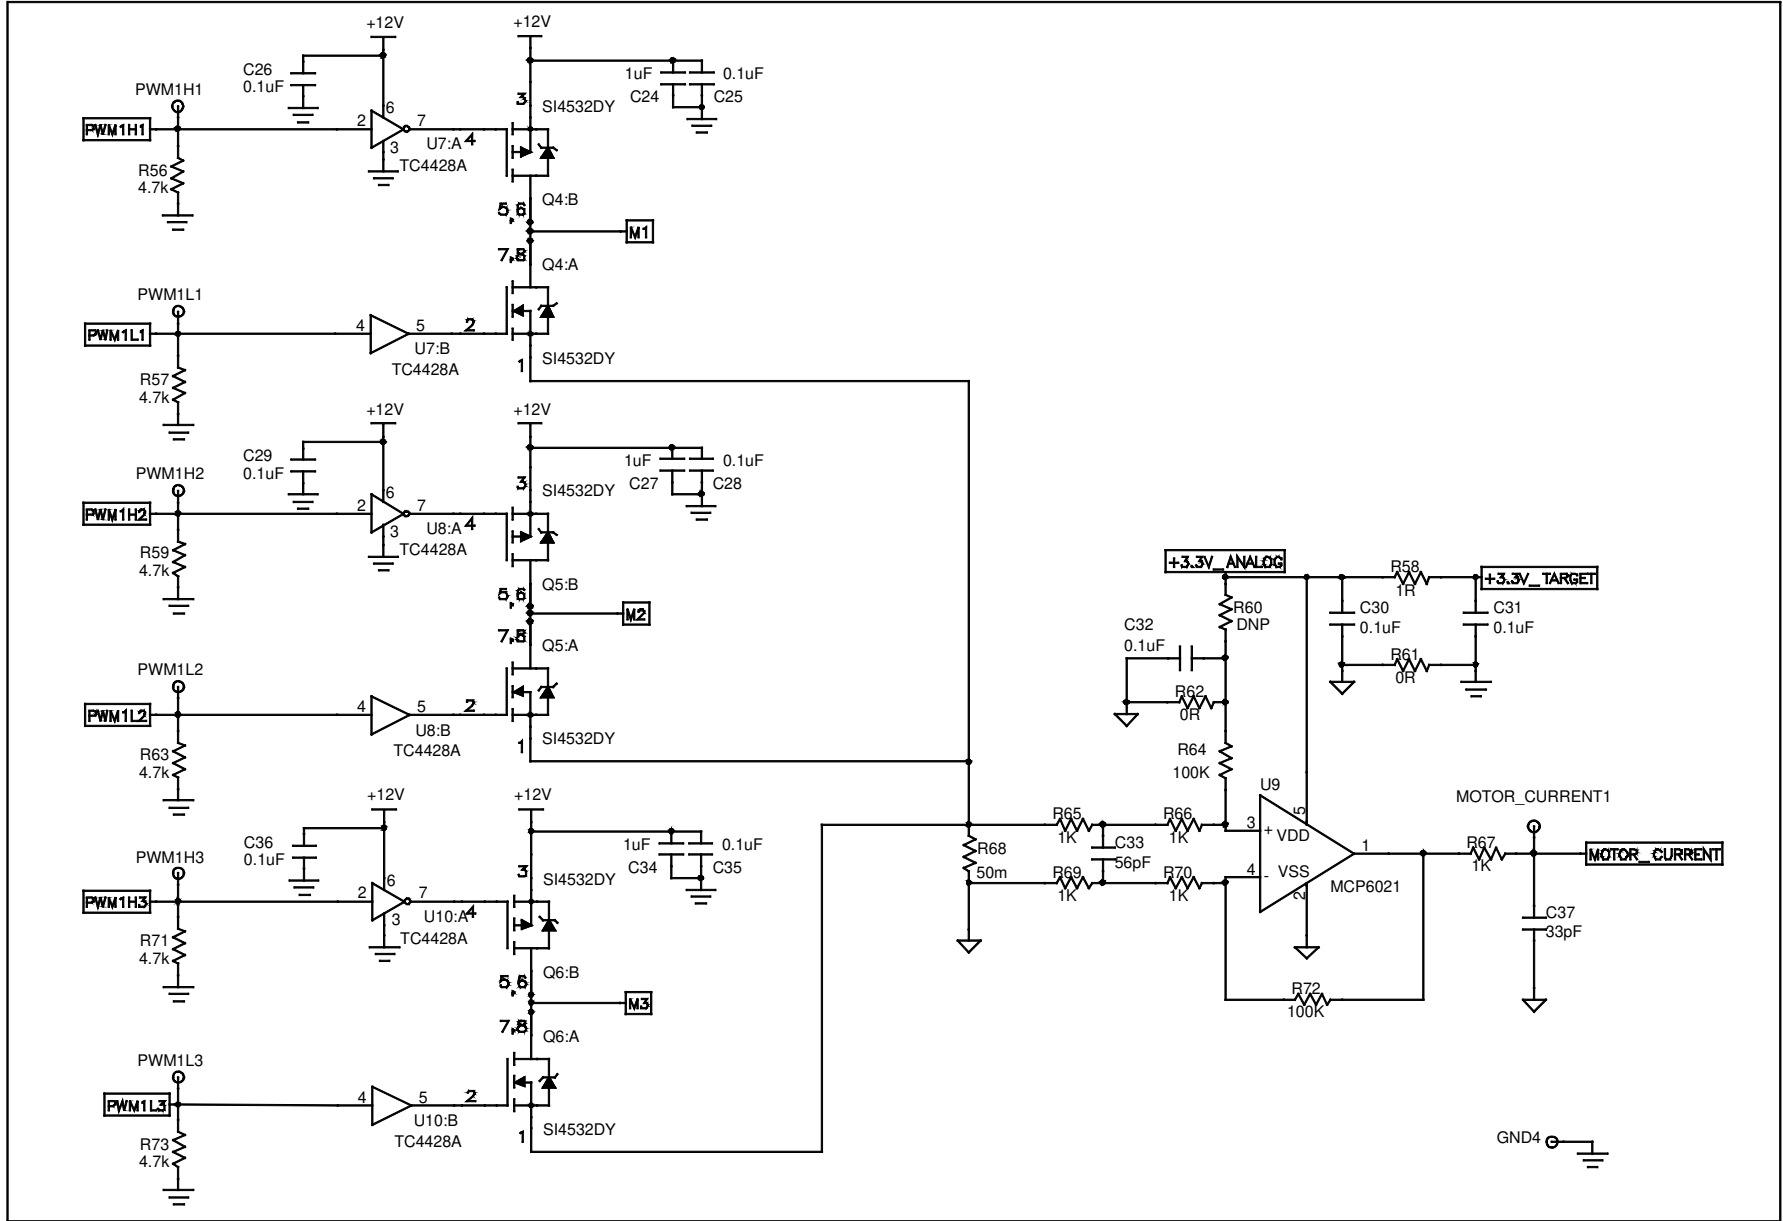 +12V
+12V
C26
0.1uF
1uF
0.1uF
C24
C25
PWM1H1
PWM1H1
R56
4.7k
2
6
7
3
U7:A
TC4428A
4
3
SI4532DY
Q4:B
5,6
M1
7,8
Q4:A
PWM1L1
PWM1L1
R57
4.7k
4
5
U7:B
TC4428A
2
1
SI4532DY
+12V
+12V
C29
0.1uF
1uF
0.1uF
C27
C28
PWM1H2
PWM1H2
R59
4.7k
2
6
7
3
U8:A
TC4428A
4
3
SI4532DY
Q5:B
5,6
M2
7,8
Q5:A
PWM1L2
PWM1L2
R63
4.7k
4
5
U8:B
TC4428A
2
1
SI4532DY
+12V
+12V
C36
0.1uF
1uF
0.1uF
C34
C35
PWM1H3
PWM1H3
R71
4.7k
2
6
7
3
U10:A
TC4428A
4
3
SI4532DY
Q6:B
5,6
M3
7,8
Q6:A
PWM1L3
PWM1L3
R73
4.7k
4
5
U10:B
TC4428A
2
1
SI4532DY
+3.3V_ANALOG
R58
1R
+3.3V_TARGET
R60
DNP
C30
0.1uF
C31
0.1uF
C32
0.1uF
R61
0R
R62
0R
R64
100K
U9
MOTOR_CURRENT1
R65
1K
R66
1K
C33
56pF
R68
50m
R69
1K
R70
1K
3
+
VDD
5
4
-
VSS
2
1
MCP6021
R67
1K
MOTOR_CURRENT
C37
33pF
R72
100K
GND4